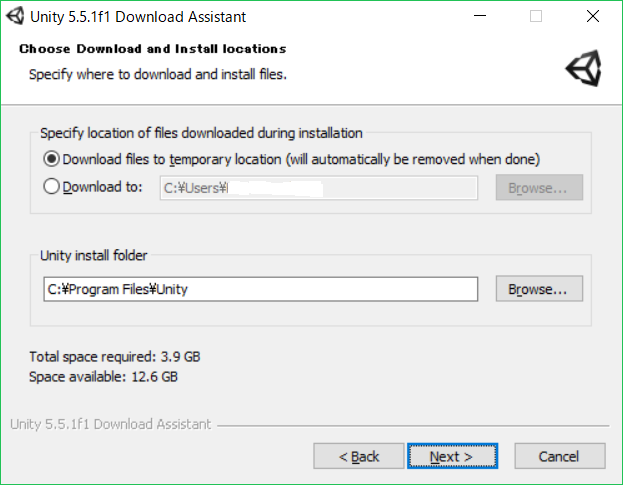 Unity 5.5.1f1 Download Assistant
Choose Download and Install locations
Specify where to download and install files.
Specify location of files downloaded during installation
Download files to temporary location (will automatically be removed when done)
Download to: C:¥Users¥ Browse...
Unity install folder
C:¥Program Files¥Unity Browse...
Total space required: 3.9 GB
Space available: 12.6 GB
Unity 5.5.1f1 Download Assistant
< Back Next > Cancel